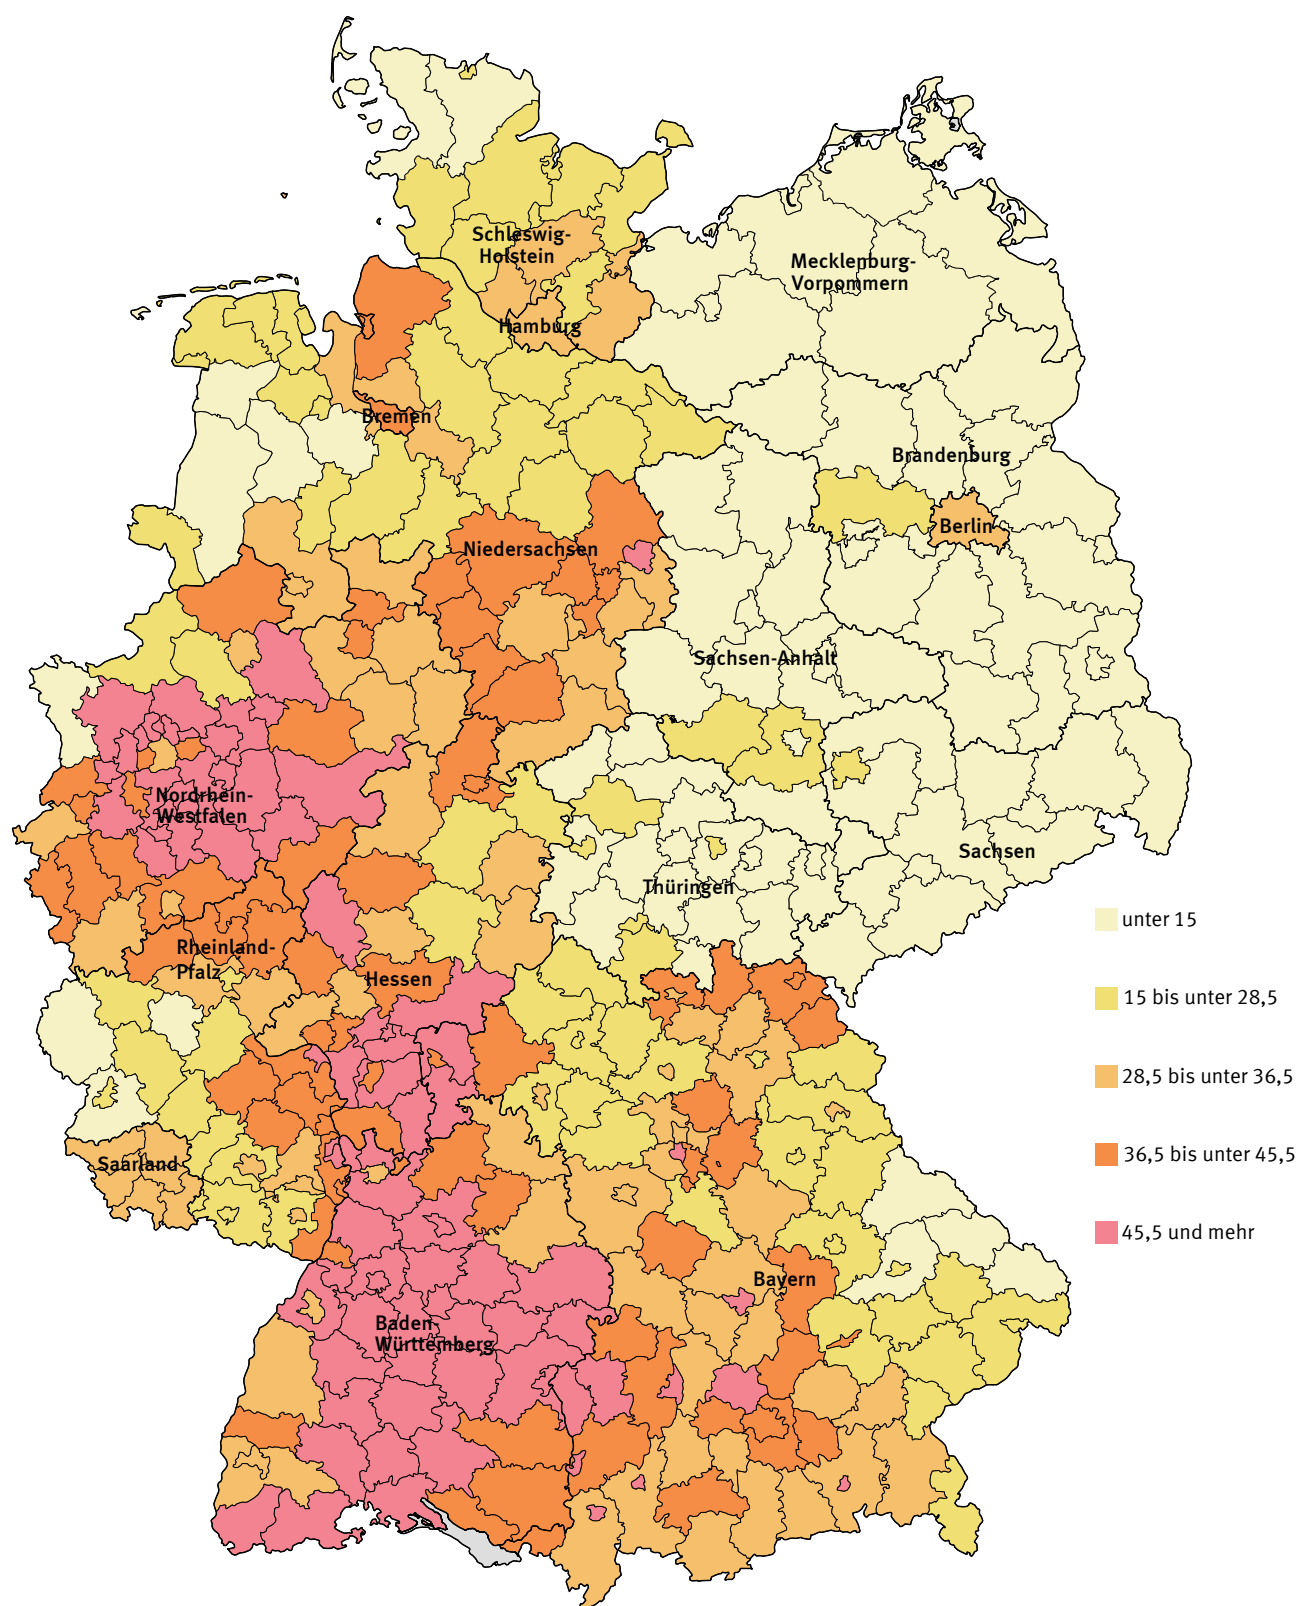 Schleswig-
Holstein
Mecklenburg-
Vorpommern
Hamburg
Bremen
Brandenburg
Berlin
Niedersachsen
Sachsen-Anhalt
Nordrhein-
Westfalen
Sachsen
Thüringen
Rheinland-
Pfalz
Hessen
Saarland
Bayern
Baden-
Württemberg
unter 15
15 bis unter 28,5
28,5 bis unter 36,5
36,5 bis unter 45,5
45,5 und mehr